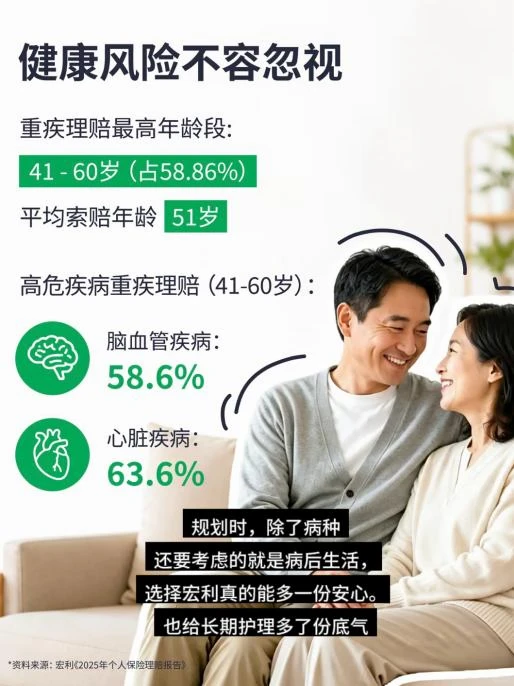 健康风险不容忽视
重疾理赔最高年龄段:
41 - 60岁（占58.86%）
平均索赔年龄 51岁
高危疾病重疾理赔（41-60岁）:
脑血管疾病:
58.6%
心脏疾病:
63.6%
规划时，除了病种
还要考虑的就是病后生活，
选择宏利真的能多一份安心。
也给长期护理多了份底气
*资料来源：宏利《2025年个人保险理赔报告》